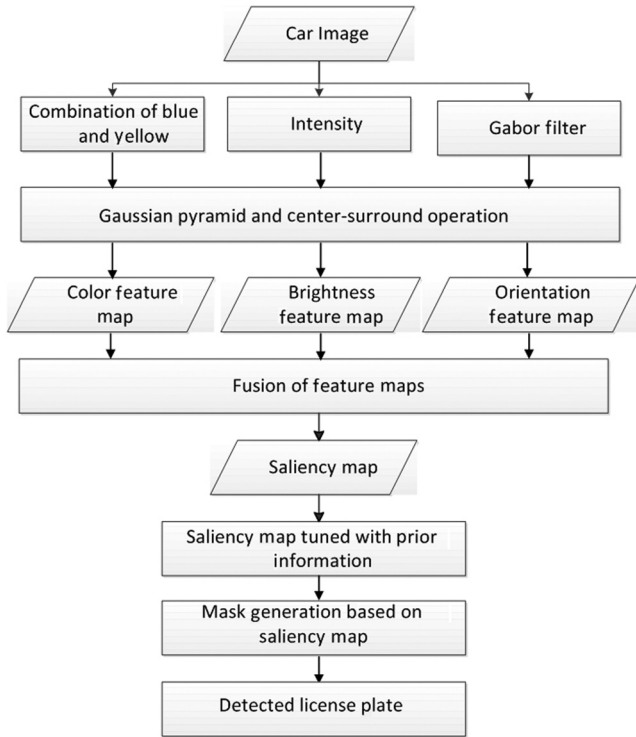 Car Image
Combination of blue
and yellow
Intensity
Gabor filter
Gaussian pyramid and center-surround operation
Color feature
map
Brightness
feature map
Orientation
feature map
Fusion of feature maps
Saliency map
Saliency map tuned with prior
information
Mask generation based on
saliency map
Detected license plate